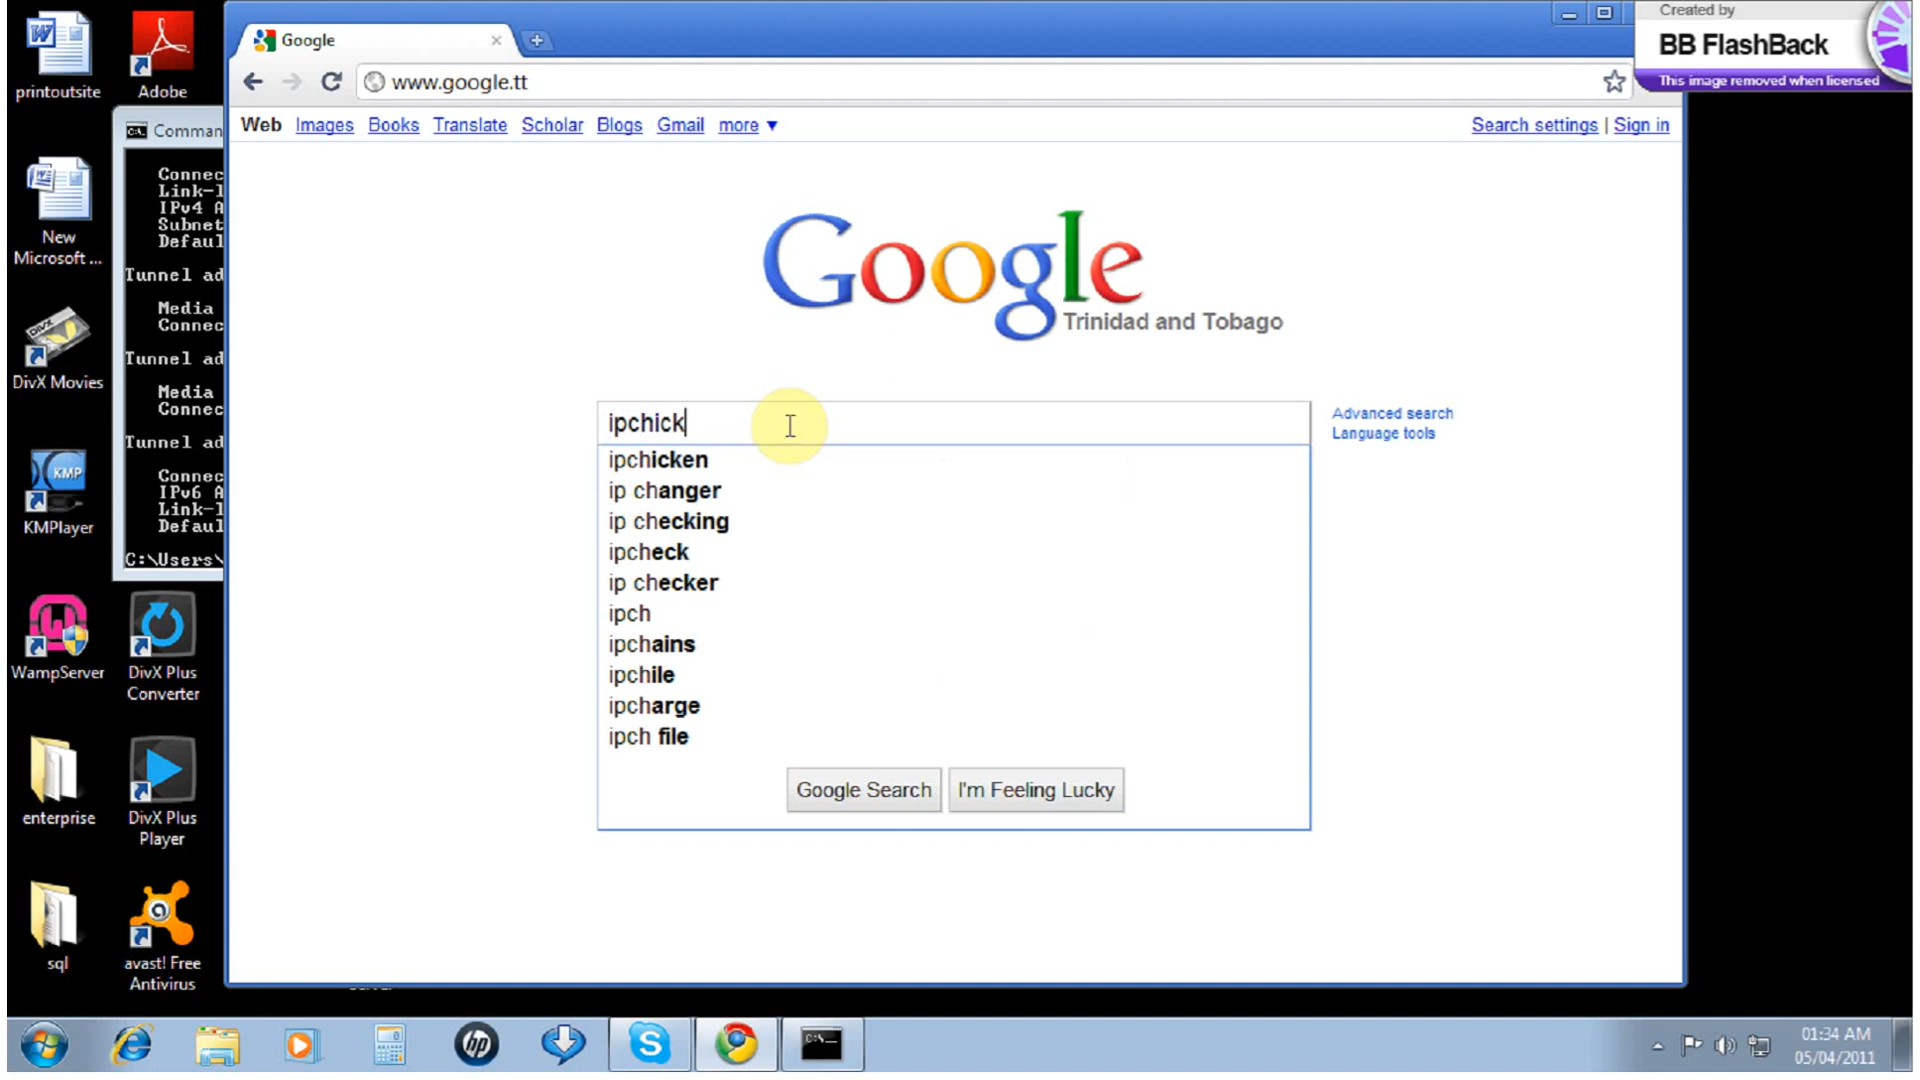 printoutsite
Adobe
New
Microsoft ...
DivX Movies
KMPlayer
WampServer
DivX Plus
Converter
enterprise
DivX Plus
Player
sql
avast! Free
Antivirus
Comman
Connec
Link-l
IPv4 A
Subnet
Defaul
Tunnel ad
Media
Connec
Tunnel ad
Media
Connec
Tunnel ad
Connec
IPv6 A
Link-l
Defaul
C:\Users\
Google
www.google.tt
Created by
BB FlashBack
This image removed when licensed
Web Images Books Translate Scholar Blogs Gmail more ▼
Search settings | Sign in
Google
Trinidad and Tobago
ipchick
Advanced search
Language tools
ipchicken
ip changer
ip checking
ipcheck
ip checker
ipch
ipchains
ipchile
ipcharge
ipch file
Google Search
I'm Feeling Lucky
KMP
hp
C:\_
01:34 AM
05/04/2011